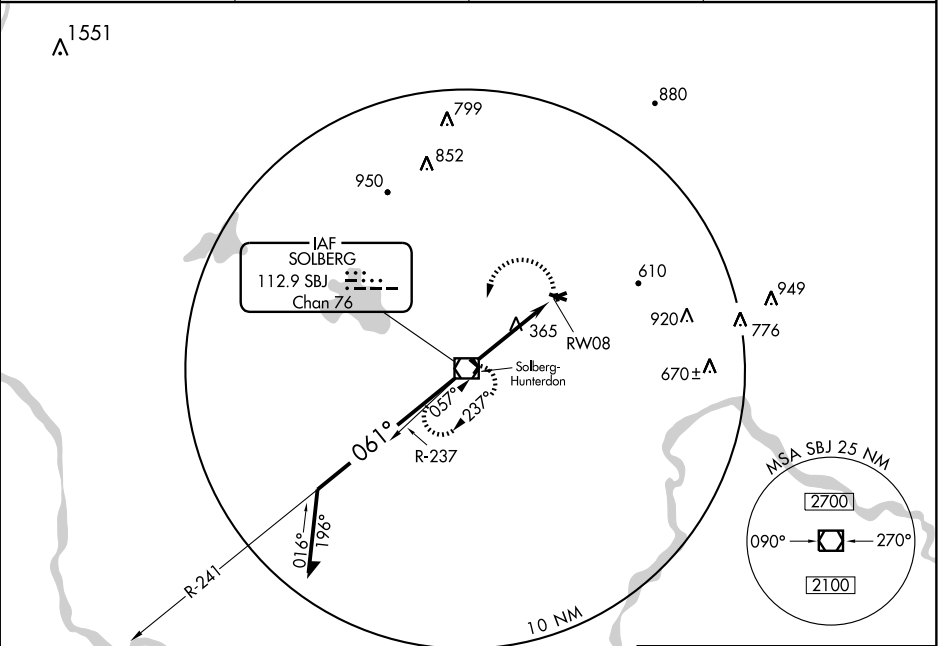 1551
799
880
852
950
IAF
SOLBERG
112.9 SBJ
Chan 76
610
949
920
776
365
RW08
670±
Solberg-
Hunterdon
057°
237°
061°
R-237
MSA SBJ 25 NM
2700
090°
270°
016°
196°
2100
R-241
10 NM